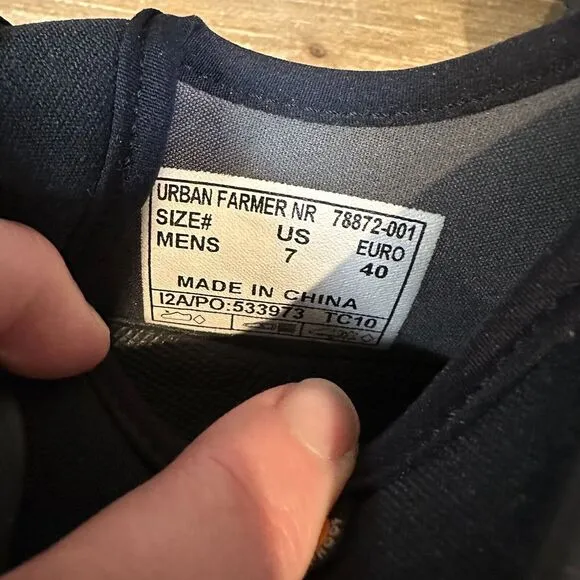 URBAN FARMER NR 78872-001
SIZE# US EURO
MENS 7 40
MADE IN CHINA
I2A/PO:533973 TC10